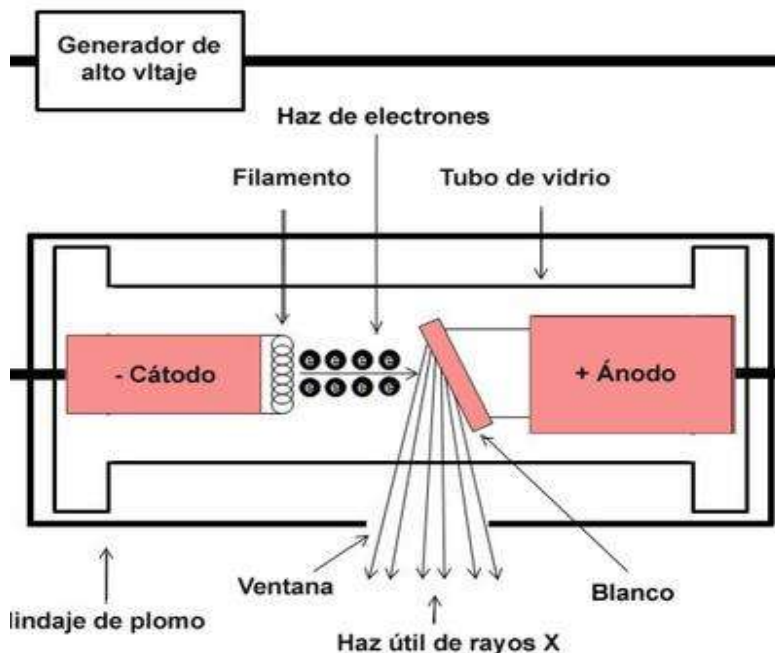 Generador de
alto vltaje
Haz de electrones
Filamento
Tubo de vidrio
- Cátodo
e e e e
e e e e
+ Ánodo
Ventana
Blanco
lindaje de plomo
Haz útil de rayos X